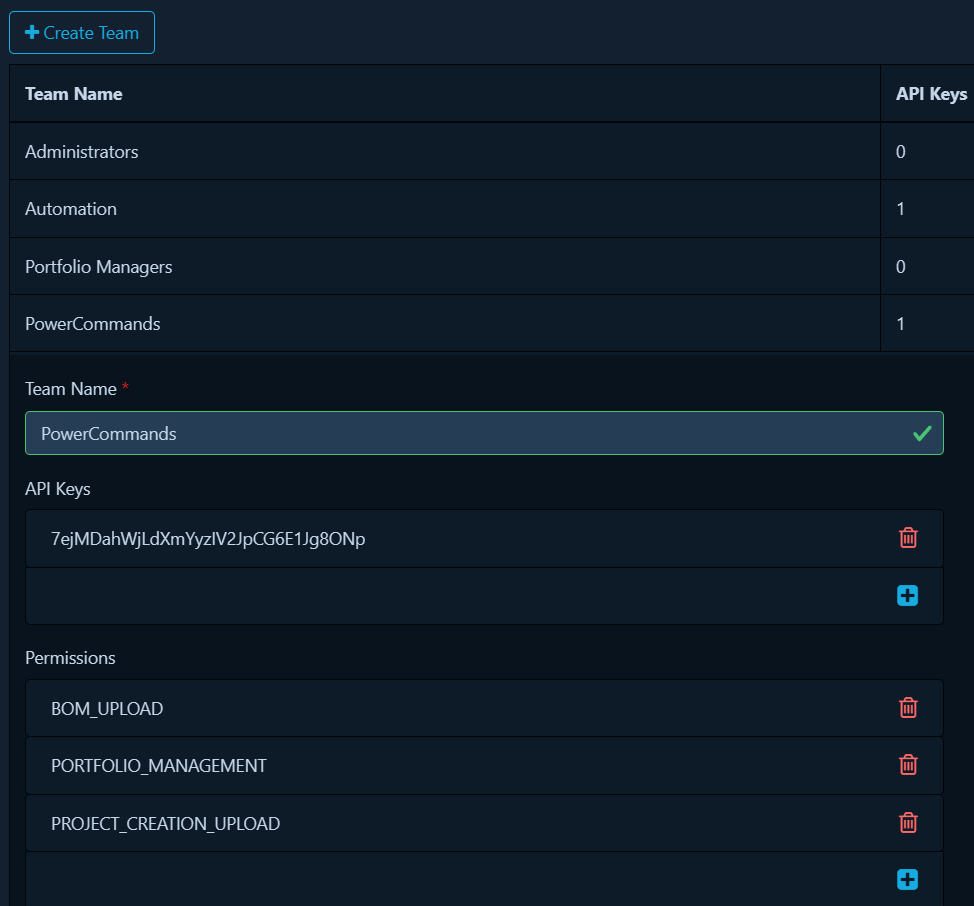 Create Team
Team Name API Keys
Administrators 0
Automation 1
Portfolio Managers 0
PowerCommands 1
Team Name *
PowerCommands
API Keys
7ejMDahWjLdXmYyzIV2JpCG6E1Jg8ONp
Permissions
BOM_UPLOAD
PORTFOLIO_MANAGEMENT
PROJECT_CREATION_UPLOAD